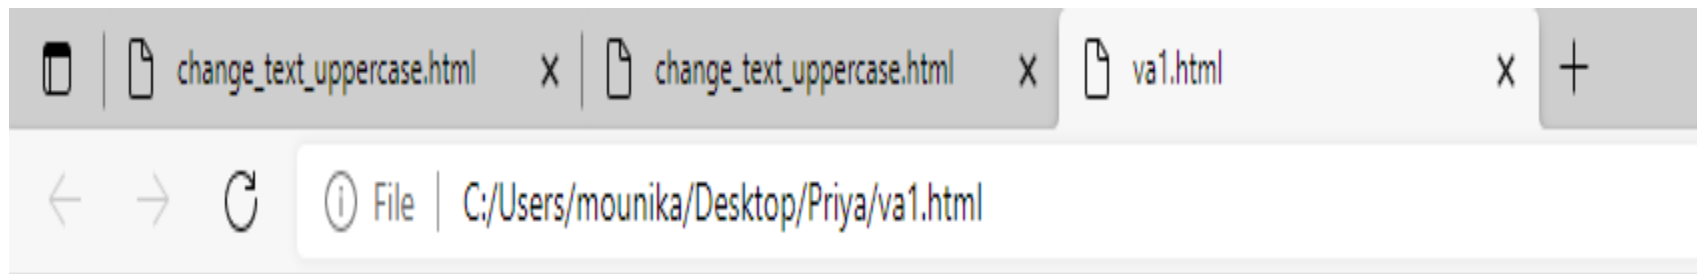 change_text_uppercase.html change_text_uppercase.html va1.html
File C:/Users/mounika/Desktop/Priya/va1.html